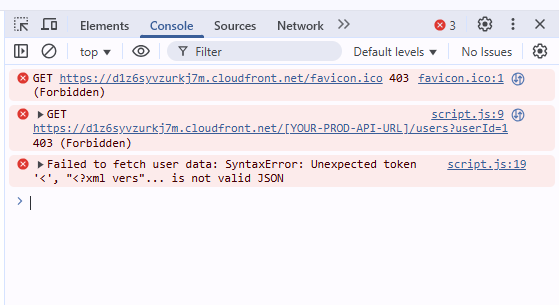 Elements Console Sources Network 3
top Filter Default levels No Issues
GET https://d1z6syvzurkj7m.cloudfront.net/favicon.ico 403 favicon.ico:1
(Forbidden)
GET script.js:9
https://d1z6syvzurkj7m.cloudfront.net/[YOUR-PROD-API-URL]/users?userId=1
403 (Forbidden)
Failed to fetch user data: SyntaxError: Unexpected token script.js:19
'<', "<?xml vers"... is not valid JSON